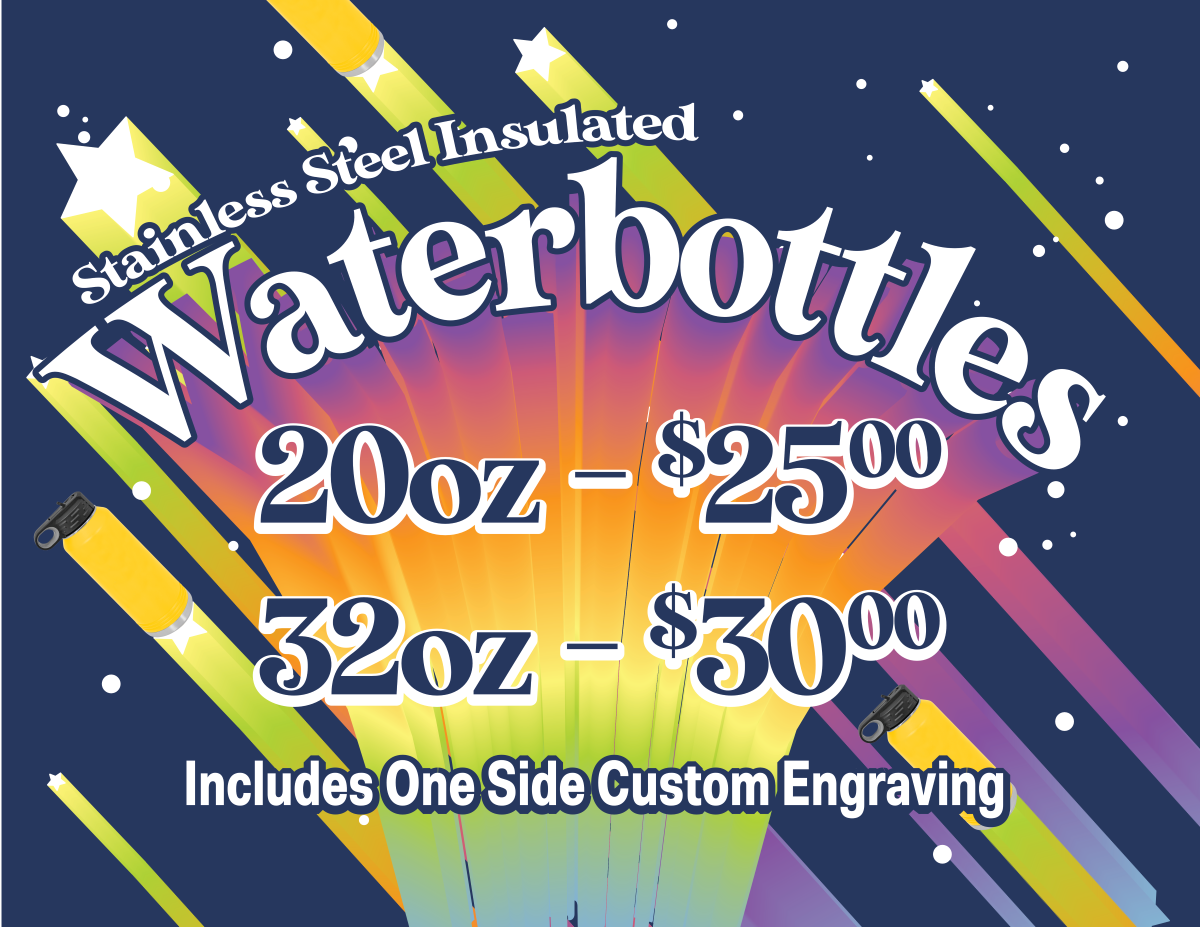 Stainless Steel Insulated
Waterbottles
20oz – $2500
32oz – $3000
Includes One Side Custom Engraving